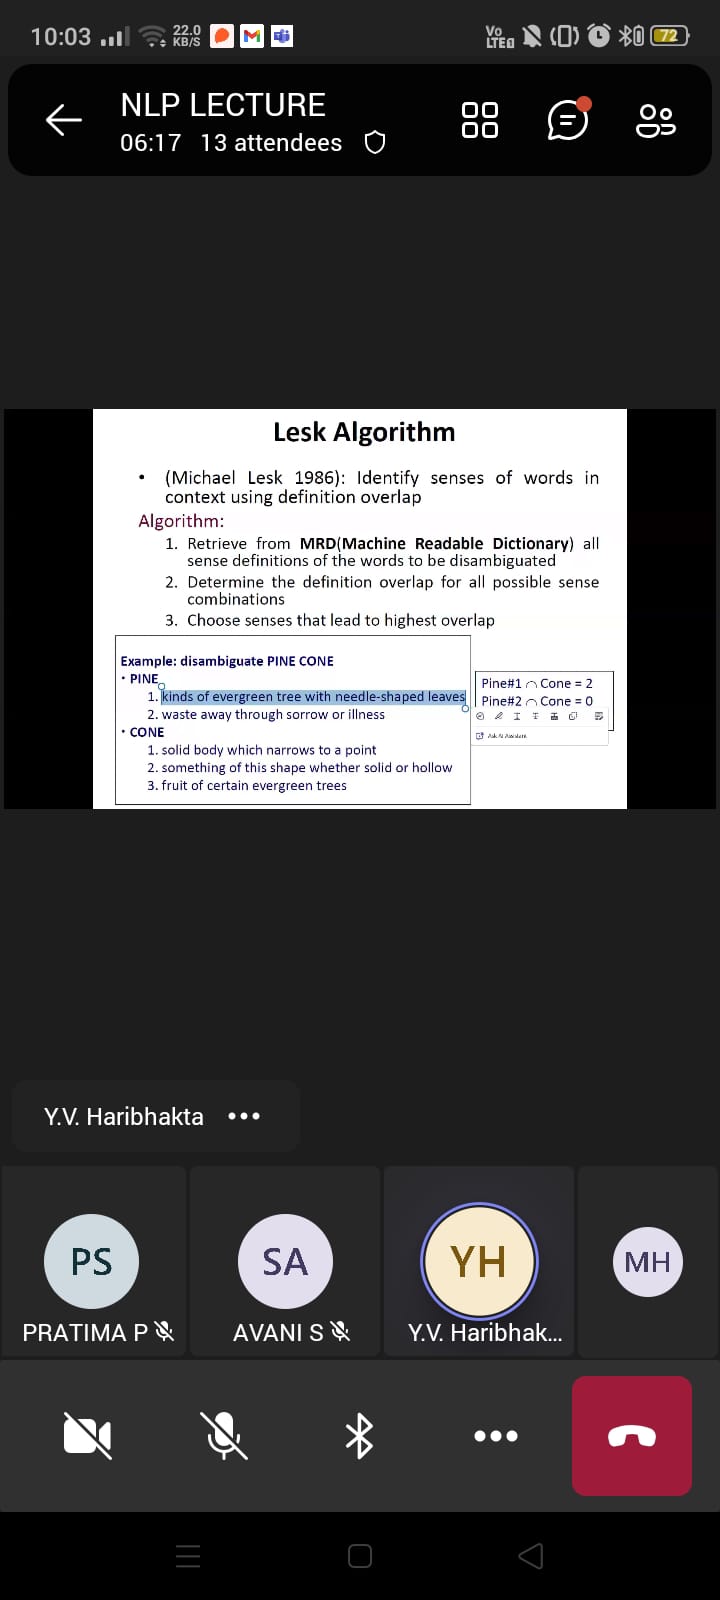 10:03
22.0
KB/S
Vo
LTE
72
NLP LECTURE
06:17 13 attendees
Lesk Algorithm
• (Michael Lesk 1986): Identify senses of words in
context using definition overlap
Algorithm:
1. Retrieve from MRD(Machine Readable Dictionary) all
sense definitions of the words to be disambiguated
2. Determine the definition overlap for all possible sense
combinations
3. Choose senses that lead to highest overlap
Example: disambiguate PINE CONE
• PINE
1. kinds of evergreen tree with needle-shaped leaves
2. waste away through sorrow or illness
• CONE
1. solid body which narrows to a point
2. something of this shape whether solid or hollow
3. fruit of certain evergreen trees
Pine#1 ∩ Cone = 2
Pine#2 ∩ Cone = 0
Ask AI Assistant
Y.V. Haribhakta
PS
SA
YH
MH
PRATIMA P
AVANI S
Y.V. Haribhak...